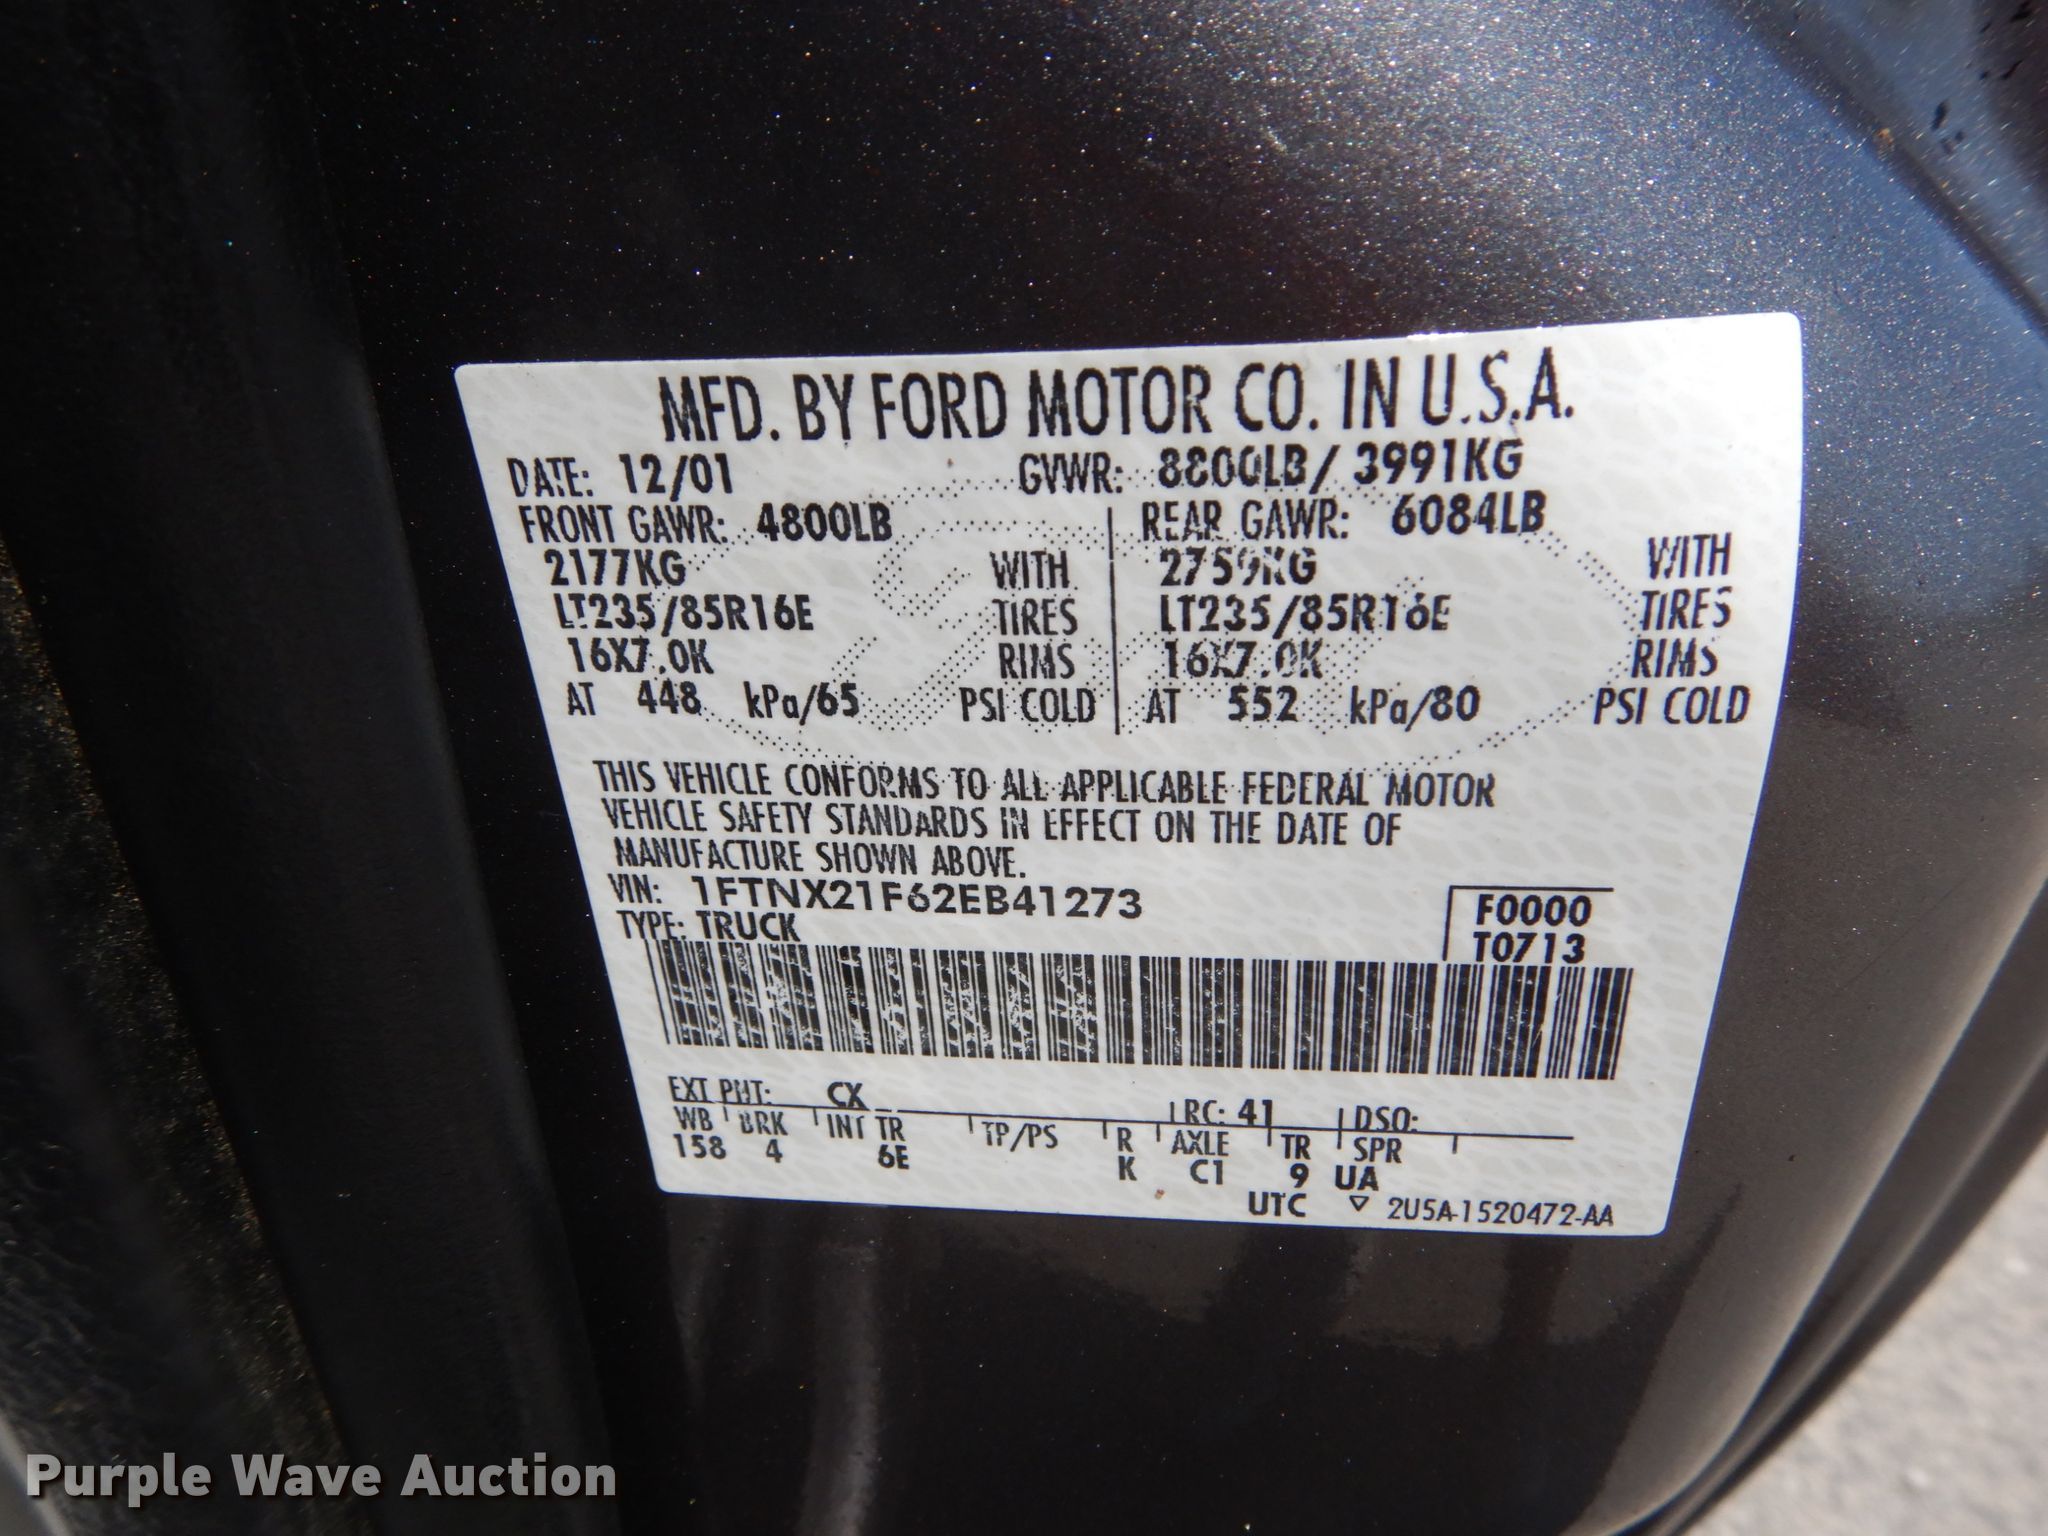 MFD. BY FORD MOTOR CO. IN U.S.A.
DATE: 12/01 GVWR: 8800LB/ 3991KG
FRONT GAWR: 4800LB REAR GAWR: 6084LB
2177KG WITH 2759KG WITH
LT235/85R16E TIRES LT235/85R16E TIRES
16X7.0K RIMS 16X7.0K RIMS
AT 448 kPa/65 PSI COLD AT 552 kPa/80 PSI COLD
THIS VEHICLE CONFORMS TO ALL APPLICABLE FEDERAL MOTOR
VEHICLE SAFETY STANDARDS IN EFFECT ON THE DATE OF
MANUFACTURE SHOWN ABOVE.
VIN: 1FTNX21F62EB41273 F0000
TYPE: TRUCK T0713
EXT PNT: CX RC: 41 DSO:
WB BRK INT TR TP/PS R AXLE TR SPR
158 4 6E K C1 9 UA
UTC ▽ 2U5A-1520472-AA
Purple Wave Auction